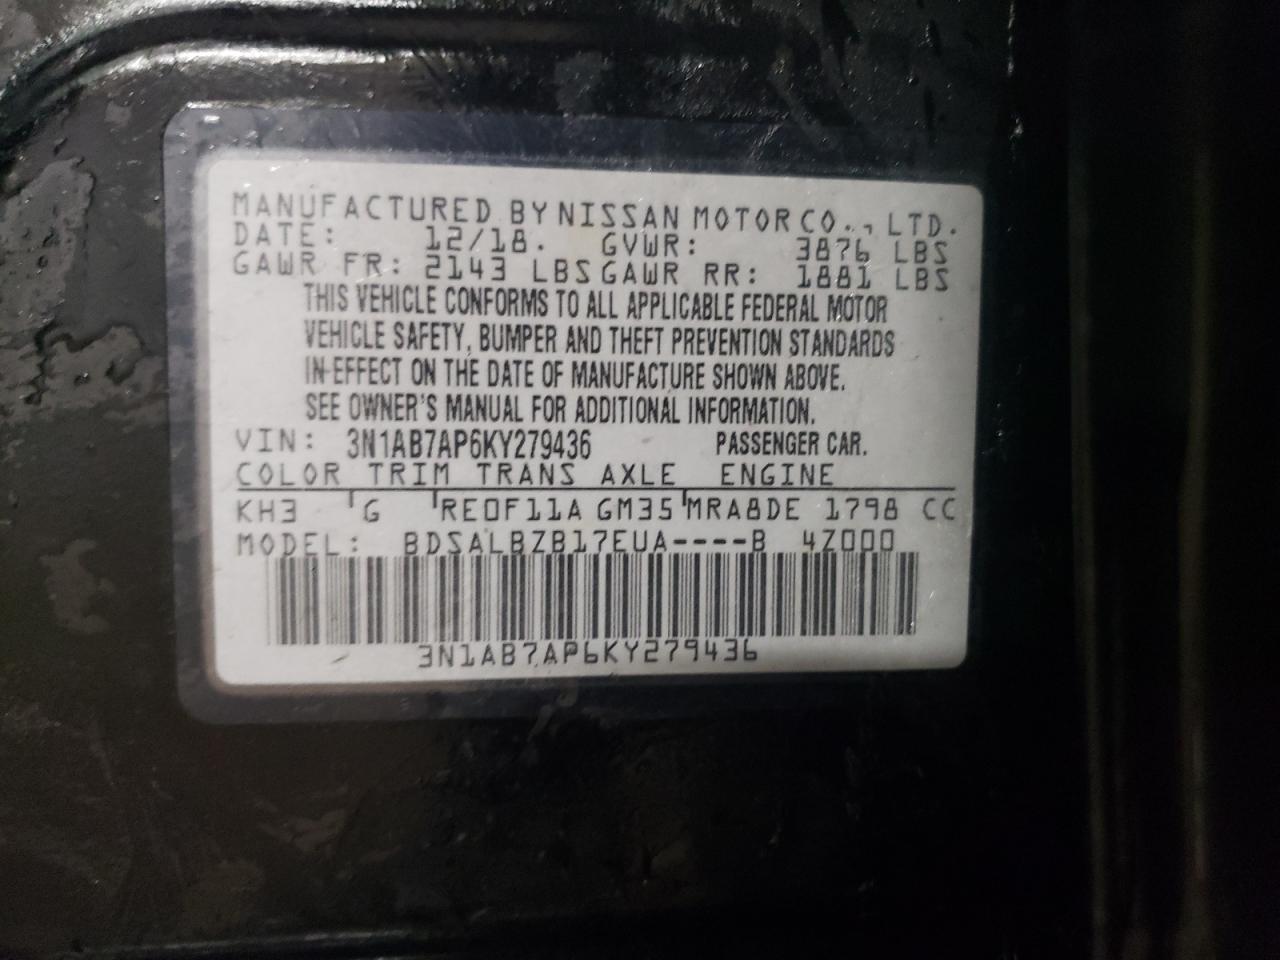 MANUFACTURED BY NISSAN MOTOR CO., LTD.
DATE: 12/18. GVWR: 3876 LBS
GAWR FR: 2143 LBS GAWR RR: 1881 LBS
THIS VEHICLE CONFORMS TO ALL APPLICABLE FEDERAL MOTOR
VEHICLE SAFETY, BUMPER AND THEFT PREVENTION STANDARDS
IN EFFECT ON THE DATE OF MANUFACTURE SHOWN ABOVE.
SEE OWNER'S MANUAL FOR ADDITIONAL INFORMATION.
VIN: 3N1AB7AP6KY279436 PASSENGER CAR.
COLOR TRIM TRANS AXLE ENGINE
KH3 G RE0F11A GM35 MRA8DE 1798 CC
MODEL: BDSALBZB17EUA----B 4Z000
3N1AB7AP6KY279436